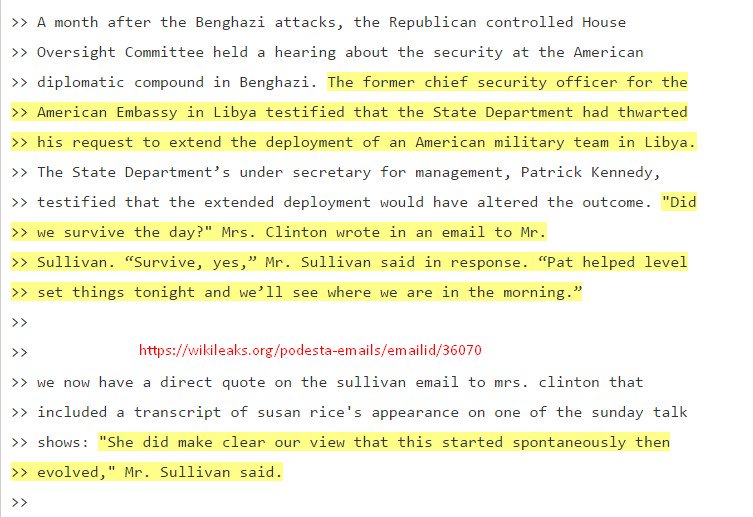 >> A month after the Benghazi attacks, the Republican controlled House
>> Oversight Committee held a hearing about the security at the American
>> diplomatic compound in Benghazi. The former chief security officer for the
>> American Embassy in Libya testified that the State Department had thwarted
>> his request to extend the deployment of an American military team in Libya.
>> The State Department’s under secretary for management, Patrick Kennedy,
>> testified that the extended deployment would have altered the outcome. "Did
>> we survive the day?" Mrs. Clinton wrote in an email to Mr.
>> Sullivan. “Survive, yes,” Mr. Sullivan said in response. “Pat helped level
>> set things tonight and we’ll see where we are in the morning.”
>>
>> https://wikileaks.org/podesta-emails/emailid/36070
>> we now have a direct quote on the sullivan email to mrs. clinton that
>> included a transcript of susan rice's appearance on one of the sunday talk
>> shows: "She did make clear our view that this started spontaneously then
>> evolved," Mr. Sullivan said.
>>